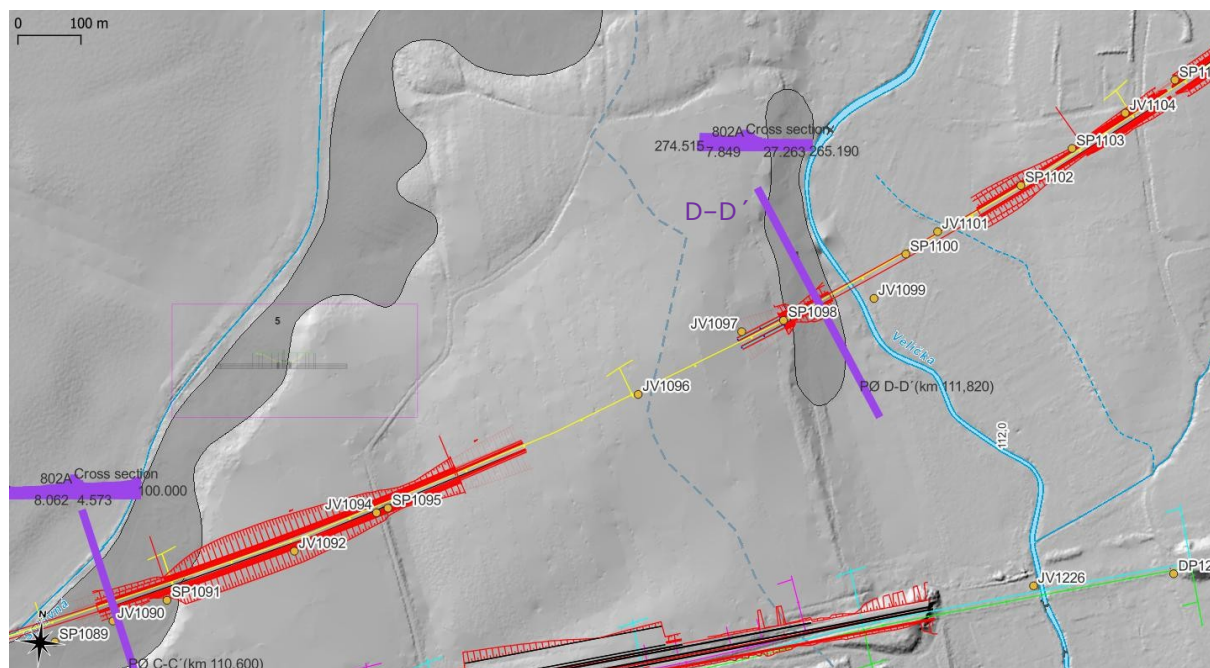 0 100 m
SP11
JV1104
802A Cross section
274.515 7.849 27.263 265.190
SP1103
SP1102
D-D´
JV1101
SP1100
JV1099
5
JV1097
SP1098
Velička
JV1096
PØ D-D´(km 111,820)
112,0
802A Cross section
8.062 4.573 100.000
JV1094
SP1095
JV1092
SP1091
JV1090
JV1226
DP12
N
SP1089
PØ C-C´(km 110,600)